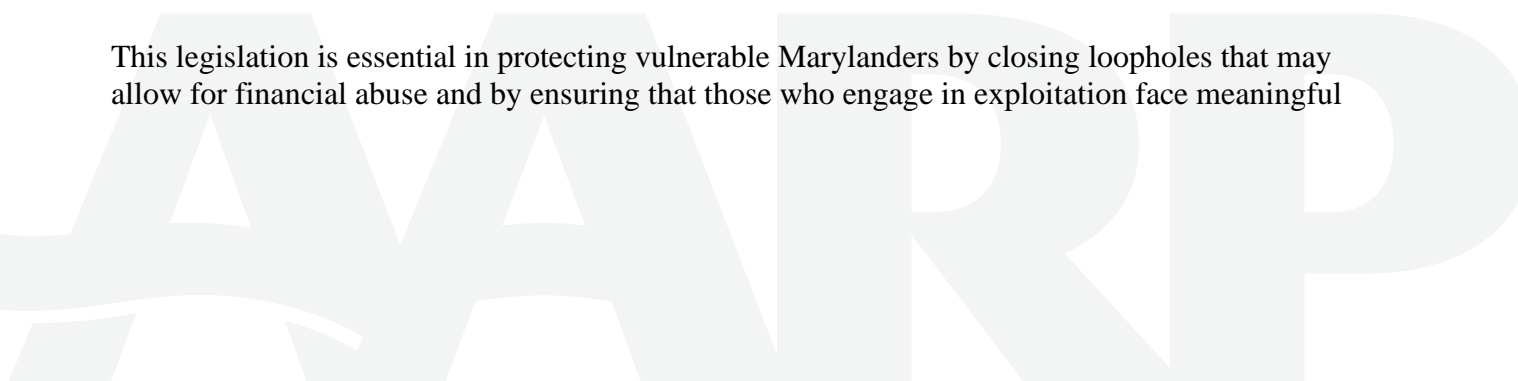 This legislation is essential in protecting vulnerable Marylanders by closing loopholes that may
allow for financial abuse and by ensuring that those who engage in exploitation face meaningful
AARP